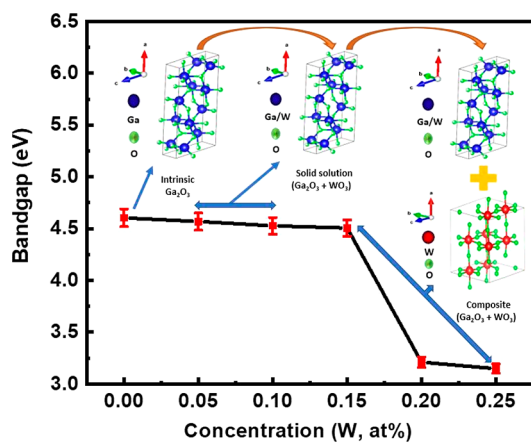 6.5
6.0
5.5
5.0
4.5
4.0
3.5
3.0
Bandgap (eV)
a
b
c
Ga
O
Intrinsic
Ga₂O₃
a
b
c
Ga/W
O
Solid solution
(Ga₂O₃ + WO₃)
a
b
c
Ga/W
O
a
b
c
W
O
Composite
(Ga₂O₃ + WO₃)
0.00 0.05 0.10 0.15 0.20 0.25
Concentration (W, at%)